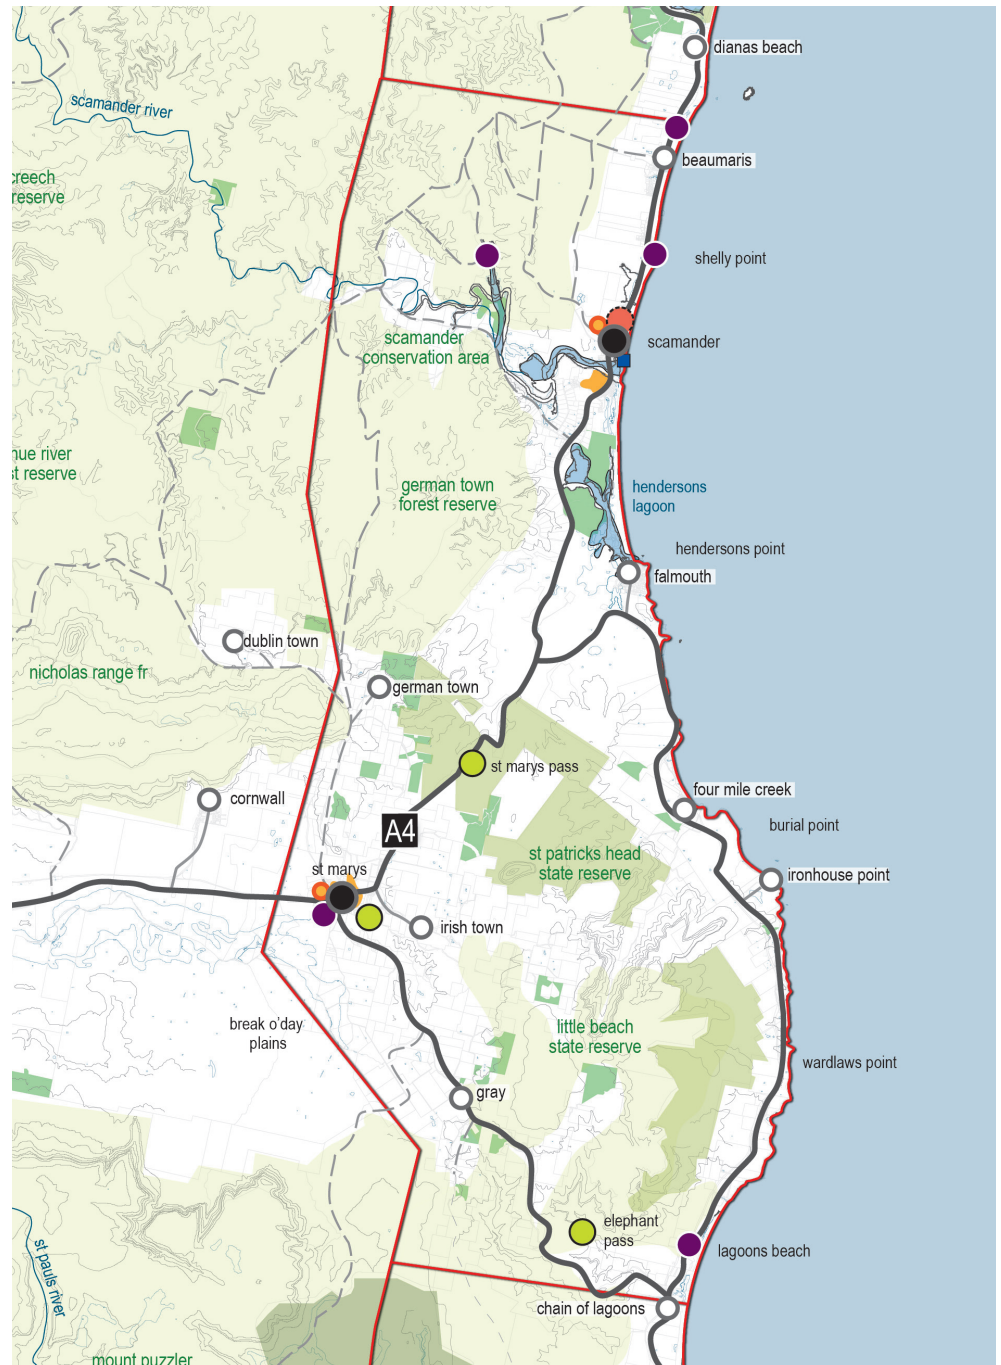 dianas beach
scamander river
beaumaris
creech
reserve
shelly point
scamander
scamander
conservation area
german town
forest reserve
hendersons
lagoon
hendersons point
falmouth
nue river
st reserve
dublin town
nicholas range fr
german town
st marys pass
cornwall
four mile creek
A4
burial point
st patricks head
state reserve
st marys
ironhouse point
irish town
break o'day
plains
little beach
state reserve
wardlaws point
gray
elephant
pass
lagoons beach
st pauls river
chain of lagoons
mount puzzler